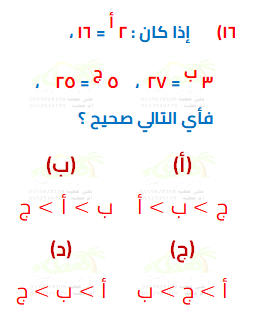 ١٦) إذا كان : ٢^أ = ١٦ ،
٣^ب = ٢٧ ، ٥^ج = ٢٥ ،
فأي التالي صحيح ؟
(أ) (ب)
ج < ب < أ ب < أ < ج
(ج) (د)
أ < ج < ب أ < ب < ج